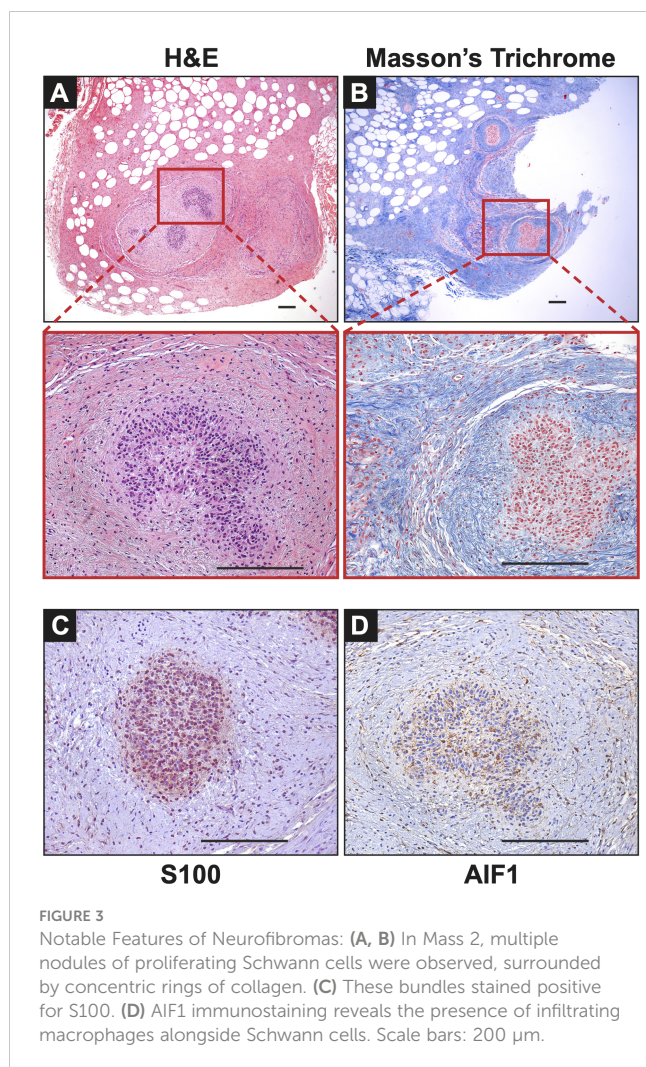 H&E
Masson's Trichrome
A
B
C
D
S100
AIF1
FIGURE 3
Notable Features of Neurofibromas: (A, B) In Mass 2, multiple
nodules of proliferating Schwann cells were observed, surrounded
by concentric rings of collagen. (C) These bundles stained positive
for S100. (D) AIF1 immunostaining reveals the presence of infiltrating
macrophages alongside Schwann cells. Scale bars: 200 µm.